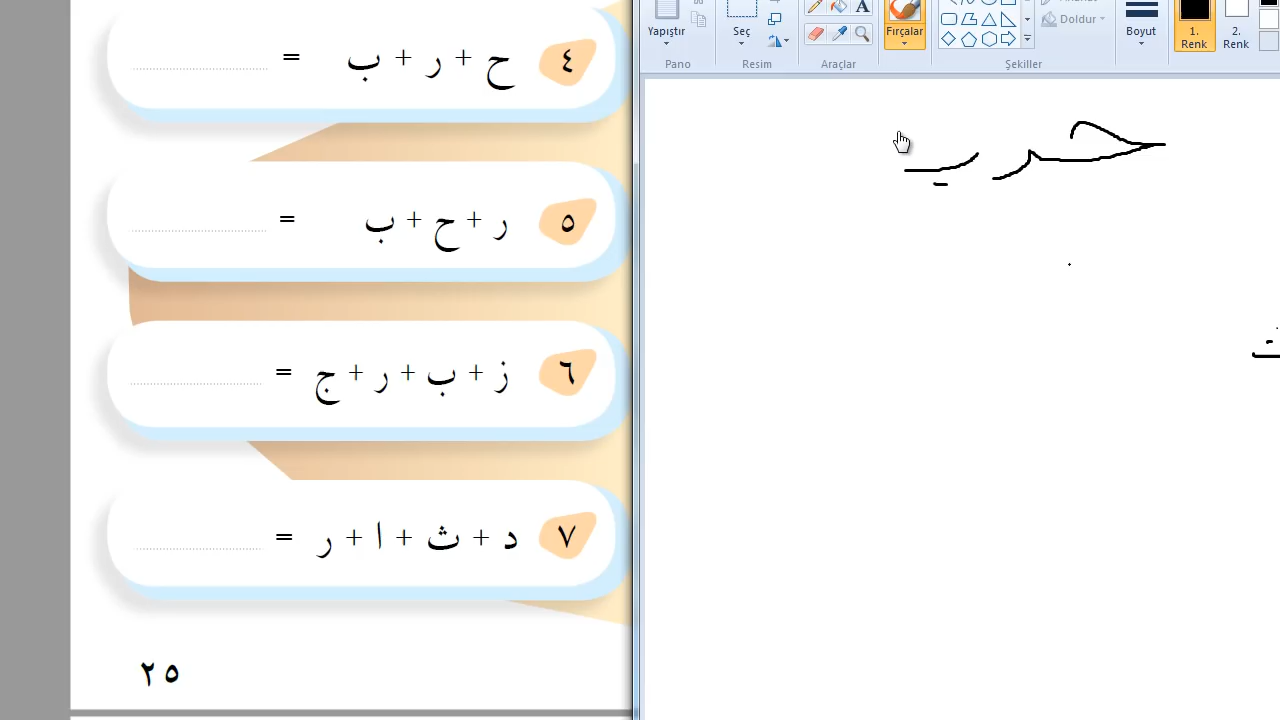 ٤ ح + ر + ب =
٥ ر + ح + ب =
٦ ز + ب + ر + ج =
٧ د + ث + ا + ر =
٢٥
Yapıştır
Seç
Fırçalar
Doldur
Boyut
1. Renk
2. Renk
Pano
Resim
Araçlar
Şekiller
حرب